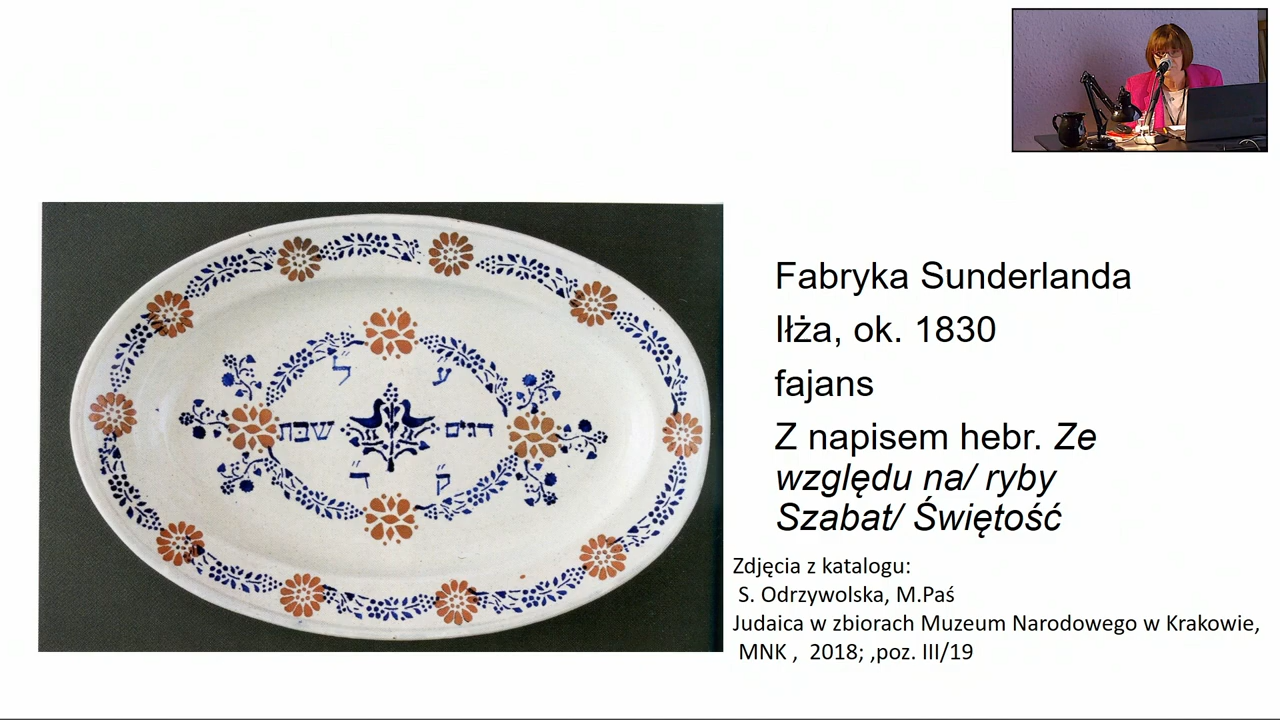 ע״ ל״
דגים שבת
ק״ ד״
Fabryka Sunderlanda
Iłża, ok. 1830
fajans
Z napisem hebr. Ze
względu na/ ryby
Szabat/ Świętość
Zdjęcia z katalogu:
S. Odrzywolska, M.Paś
Judaica w zbiorach Muzeum Narodowego w Krakowie,
MNK , 2018; ,poz. III/19